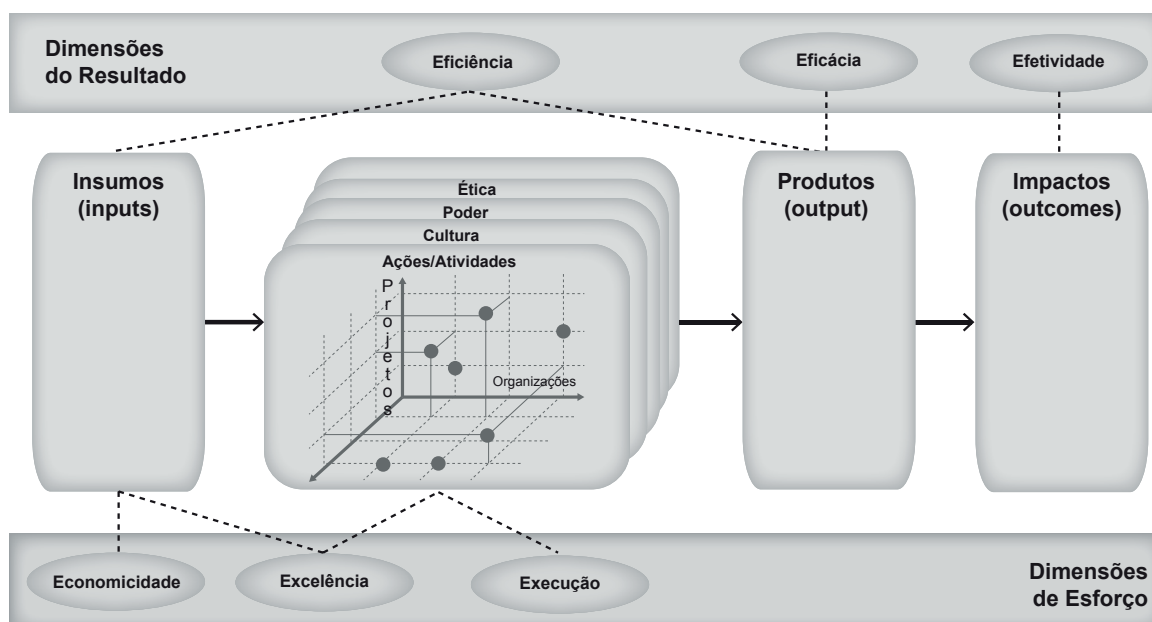 Dimensões
do Resultado
Eficiência
Eficácia
Efetividade
Insumos
(inputs)
Ética
Poder
Cultura
Ações/Atividades
Projetos
Organizações
Produtos
(output)
Impactos
(outcomes)
Economicidade
Excelência
Execução
Dimensões
de Esforço